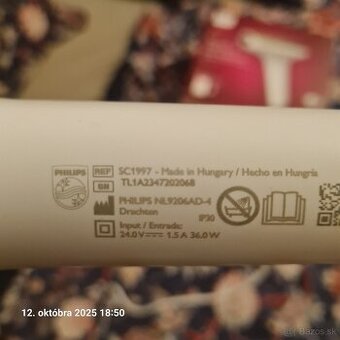 PHILIPS
REF SC1997 - Made in Hungary / Hecho en Hungría
SN TL1A2347202068
PHILIPS NL9206AD-4
Drachten
IP30
Input / Entrada:
24.0V 1.5 A 36.0 W
12. októbra 2025 18:50
Bazos.sk